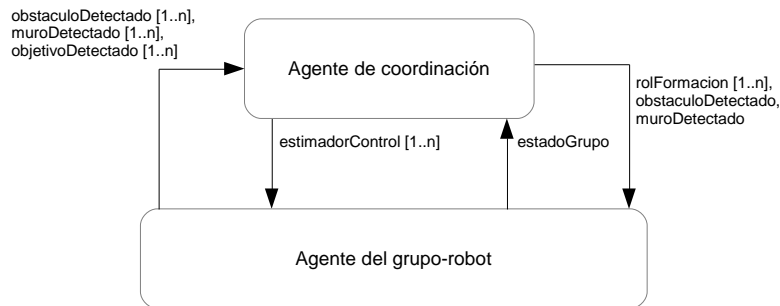 obstaculoDetectado [1..n],
muroDetectado [1..n],
objetivoDetectado [1..n]
Agente de coordinación
rolFormacion [1..n],
obstaculoDetectado,
muroDetectado
estimadorControl [1..n]
estadoGrupo
Agente del grupo-robot